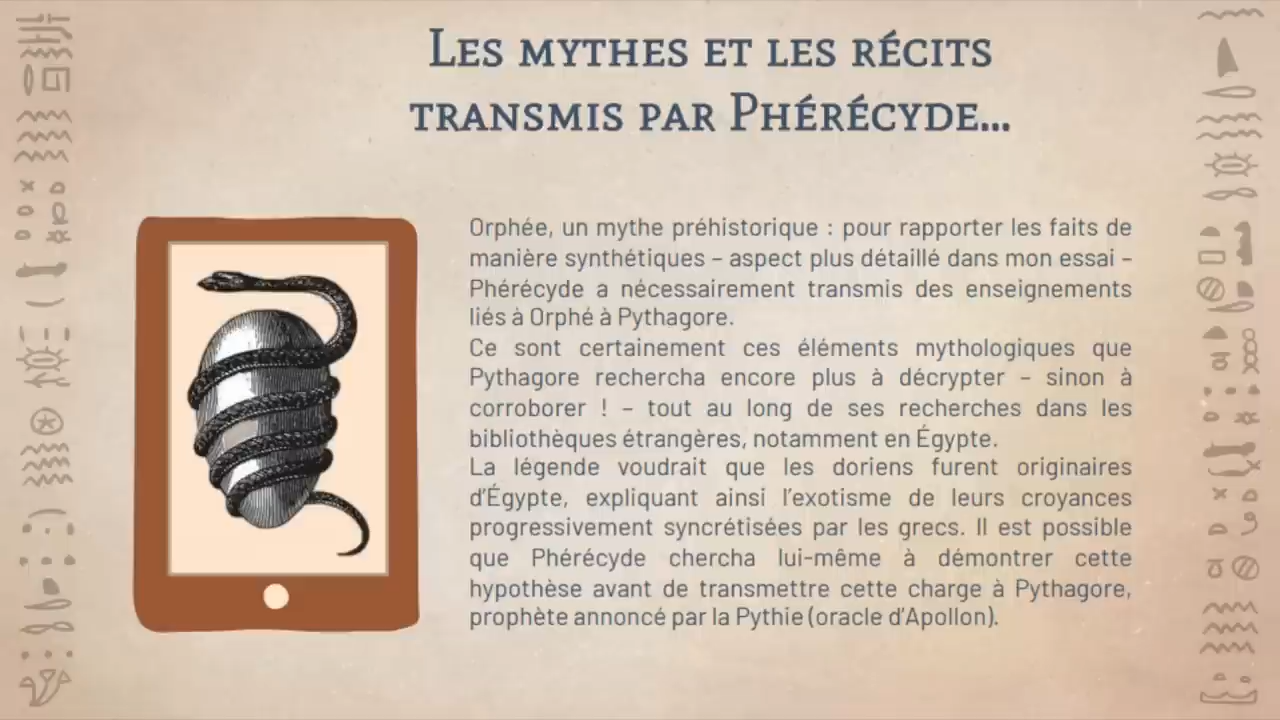 Les mythes et les récits
transmis par Phérécyde...
Orphée, un mythe préhistorique : pour rapporter les faits de
manière synthétiques – aspect plus détaillé dans mon essai –
Phérécyde a nécessairement transmis des enseignements
liés à Orphé à Pythagore.
Ce sont certainement ces éléments mythologiques que
Pythagore rechercha encore plus à décrypter – sinon à
corroborer ! – tout au long de ses recherches dans les
bibliothèques étrangères, notamment en Égypte.
La légende voudrait que les doriens furent originaires
d'Égypte, expliquant ainsi l'exotisme de leurs croyances
progressivement syncrétisées par les grecs. Il est possible
que Phérécyde chercha lui-même à démontrer cette
hypothèse avant de transmettre cette charge à Pythagore,
prophète annoncé par la Pythie (oracle d'Apollon).